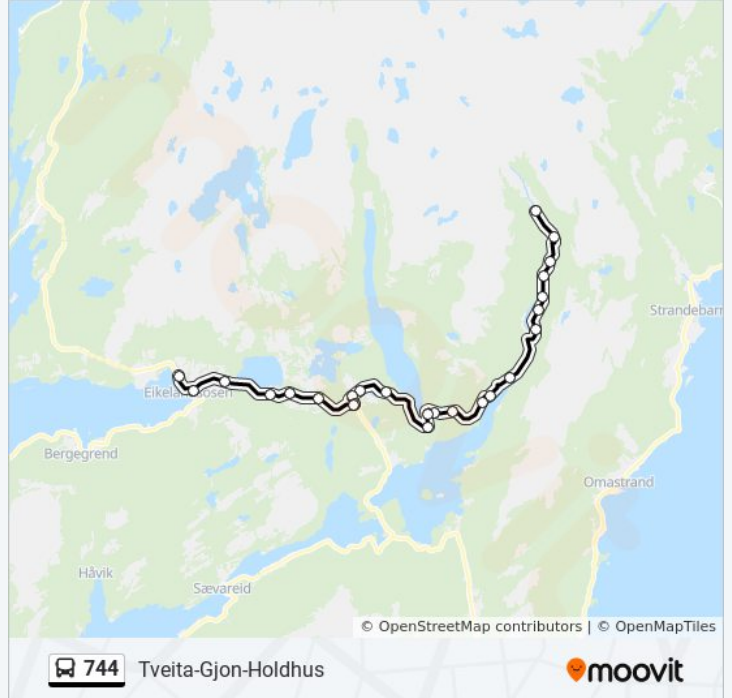 Strandebarm
Eikelandsosen
Bergegrend
Omastrand
Håvik
Sævareid
© OpenStreetMap contributors | © OpenMapTiles
744 Tveita-Gjon-Holdhus
moovit